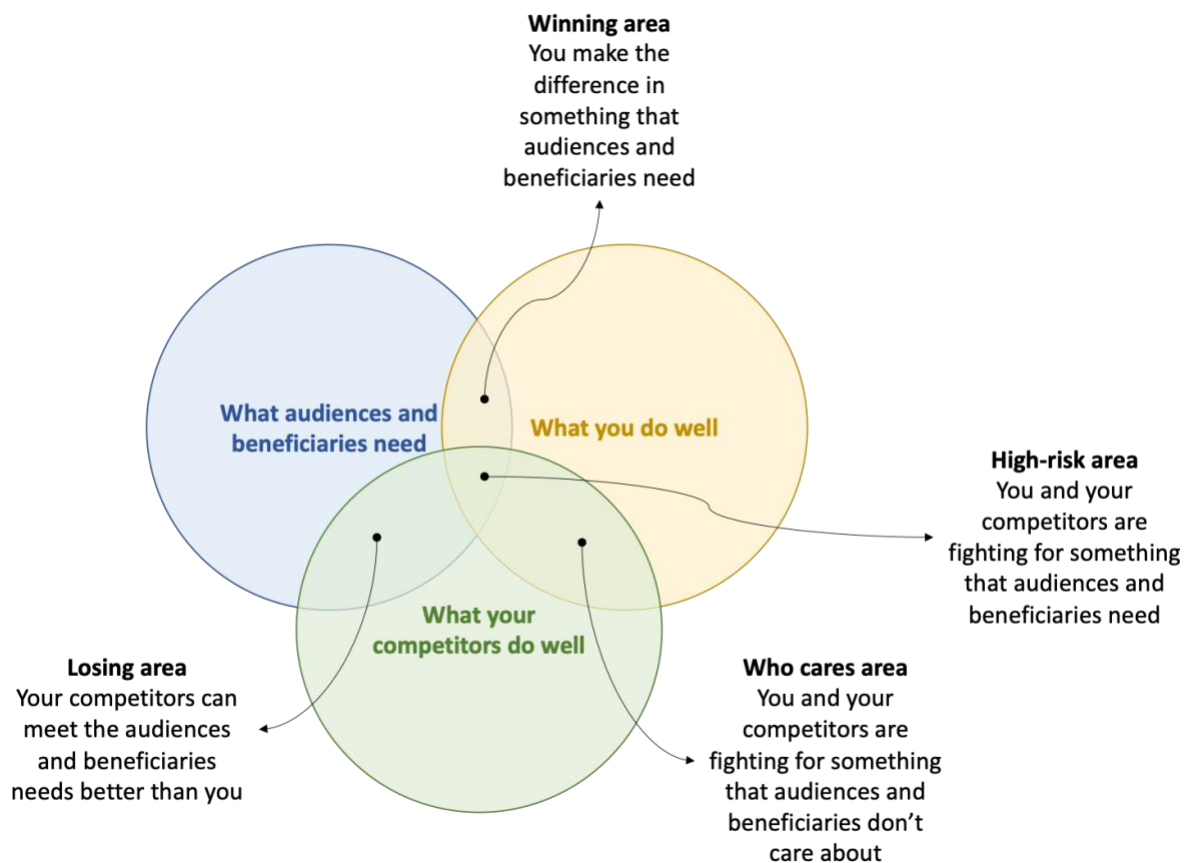 Winning area
You make the
difference in
something that
audiences and
beneficiaries need
What audiences and
beneficiaries need
What you do well
High-risk area
You and your
competitors are
fighting for something
that audiences and
beneficiaries need
What your
competitors do well
Losing area
Your competitors can
meet the audiences
and beneficiaries
needs better than you
Who cares area
You and your
competitors are
fighting for something
that audiences and
beneficiaries don’t
care about